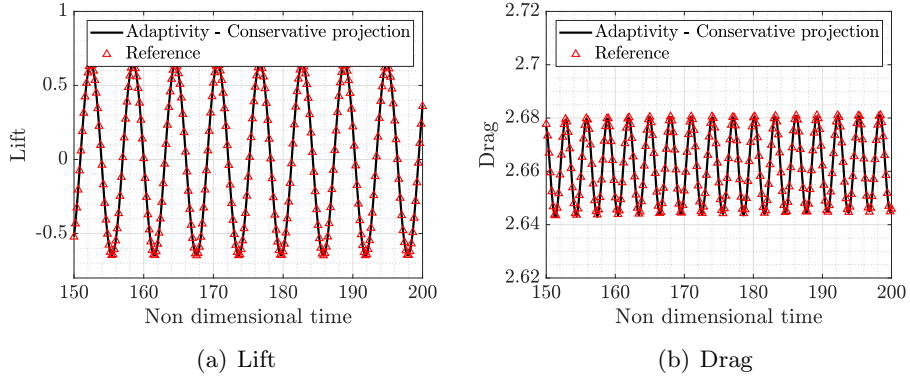 1
0.5
0
-0.5
Lift
150 160 170 180 190 200
Non dimensional time
Adaptivity - Conservative projection
Reference
(a) Lift
2.72
2.7
2.68
2.66
2.64
2.62
Drag
150 160 170 180 190 200
Non dimensional time
Adaptivity - Conservative projection
Reference
(b) Drag